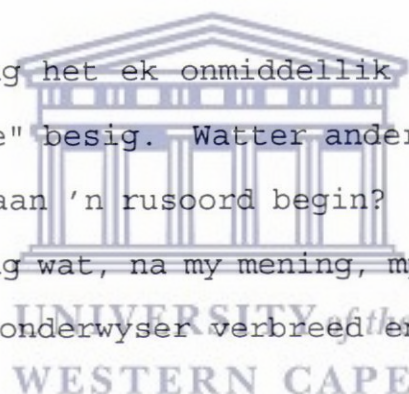 g het ek onmiddellik
e" besig. Watter ander
aan 'n rusoord begin?
g wat, na my mening, my
UNIVERSITY of the
onderwyser verbreed en
WESTERN CAPE